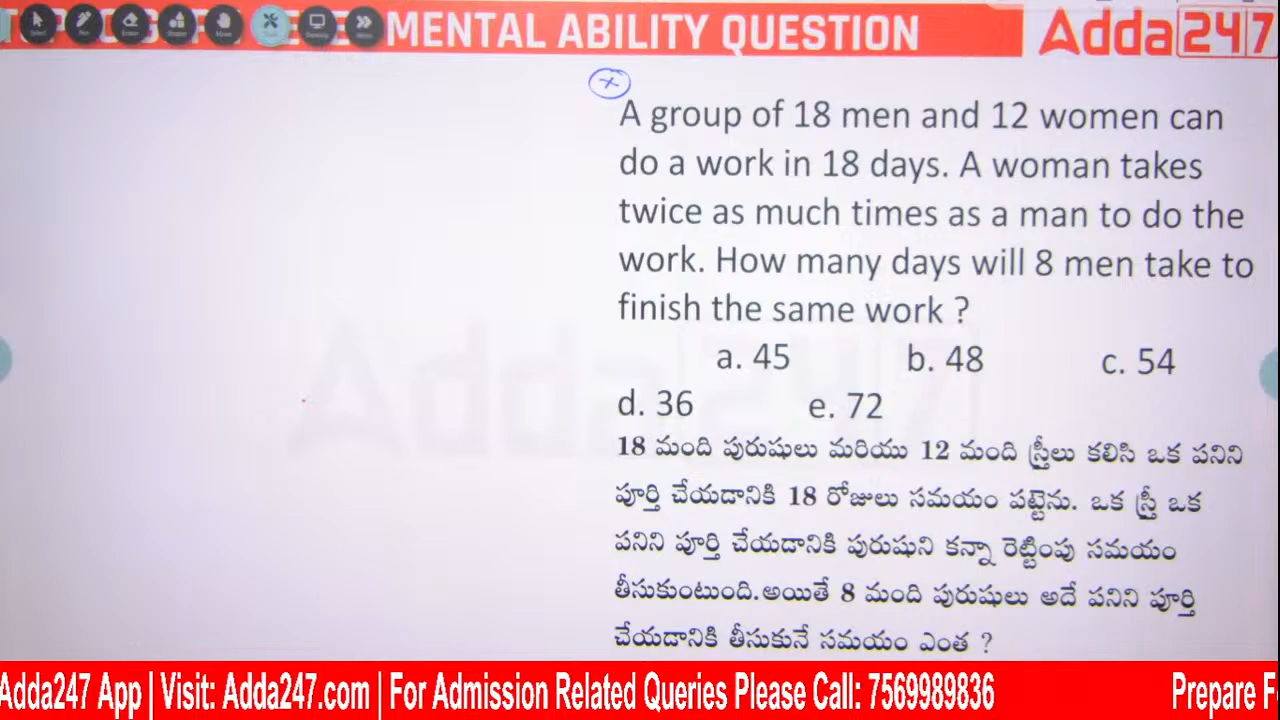 MENTAL ABILITY QUESTION
Adda247
A group of 18 men and 12 women can
do a work in 18 days. A woman takes
twice as much times as a man to do the
work. How many days will 8 men take to
finish the same work ?
a. 45 b. 48 c. 54
d. 36 e. 72
18 మంది పురుషులు మరియు 12 మంది స్త్రీలు కలిసి ఒక పనిని
పూర్తి చేయడానికి 18 రోజులు సమయం పట్టెను. ఒక స్త్రీ ఒక
పనిని పూర్తి చేయడానికి పురుషుని కన్నా రెట్టింపు సమయం
తీసుకుంటుంది.అయితే 8 మంది పురుషులు అదే పనిని పూర్తి
చేయడానికి తీసుకునే సమయం ఎంత ?
Adda247 App | Visit: Adda247.com | For Admission Related Queries Please Call: 7569989836 Prepare F